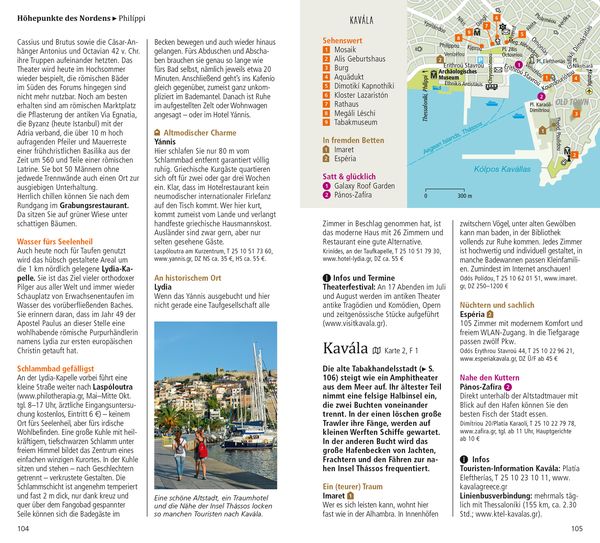 Höhepunkte des Nordens ▶ Philippi
Cassius und Brutus sowie die Cäsar-An-
hänger Antonius und Octavian 42 v. Chr.
ihre Truppen aufeinander hetzten. Das
Theater wird heute im Hochsommer
wieder bespielt, die römischen Bäder
im Süden des Forums hingegen sind
nicht mehr nutzbar. Noch am besten
erhalten sind am römischen Marktplatz
die Pflasterung der antiken Via Egnatia,
die Byzanz (heute Istanbul) mit der
Adria verband, die über 10 m hoch
aufragenden Pfeiler und Mauerreste
einer frühchristlichen Basilika aus der
Zeit um 560 und Teile einer römischen
Latrine. Sie bot 50 Männern ohne
jedwede Trennwände auch einen Ort zur
ausgiebigen Unterhaltung.
Herrlich chillen können Sie nach dem
Rundgang im Grabungsrestaurant.
Da sitzen Sie auf grüner Wiese unter
schattigen Bäumen.
Wasser fürs Seelenheil
Auch heute noch für Taufen genutzt
wird das hübsch gestaltete Areal um
die 1 km nördlich gelegene Lydia-Ka-
pelle. Sie ist das Ziel vieler orthodoxer
Pilger aus aller Welt und immer wieder
Schauplatz von Erwachsenentaufen im
Wasser des vorüberfließenden Baches.
Sie erinnern daran, dass im Jahr 49 der
Apostel Paulus an dieser Stelle eine
wohlhabende römische Purpurhändlerin
namens Lydia zur ersten europäischen
Christin getauft hat.
Schlammbad gefälligst
An der Lydia-Kapelle vorbei führt eine
kleine Straße weiter nach Laspóloutra
(www.philotherapia.gr, Mai–Mitte Okt.
tgl. 8–17 Uhr, ärztliche Eingangsuntersu-
chung kostenlos, Eintritt 6 €) – keinem
Ort fürs Seelenheil, aber fürs irdische
Wohlbefinden. Eine große Kuhle mit heil-
kräftigem, tiefschwarzen Schlamm unter
freiem Himmel bildet das Zentrum eines
einfachen winzigen Kurortes. In der Kuhle
sitzen und stehen – nach Geschlechtern
getrennt – verkrustete Gestalten. Die
Schlammschicht ist angenehm temperiert
und fast 2 m dick, nur dank kreuz und
quer über dem Fangobad gespannter
Seile können sich die Badegäste im
104
Becken bewegen und auch wieder hinaus
gelangen. Fürs Abduschen und Abscha-
ben brauchen sie genau so lange wie
fürs Bad selbst, nämlich jeweils etwa 20
Minuten. Anschließend geht's ins Kafenío
gleich gegenüber, zumeist ganz unkom-
pliziert im Bademantel. Danach ist Ruhe
im aufgestellten Zelt oder Wohnwagen
angesagt – oder im Hotel Yánnis.
Altmodischer Charme
Yánnis
Hier schlafen Sie nur 80 m vom
Schlammbad entfernt garantiert völlig
ruhig. Griechische Kurgäste quartieren
sich oft für zwei oder gar drei Wochen
ein. Klar, dass im Hotelrestaurant kein
neumodischer internationaler Firlefanz
auf den Tisch kommt. Wer hier kurt,
kommt zumeist vom Lande und verlangt
handfeste griechische Hausmannskost.
Ausländer sind zwar gern, aber nur
selten gesehene Gäste.
Laspóloutra am Kurzentrum, T 25 10 51 73 60,
www.yannis.gr, DZ NS ca. 35 €, HS ca. 55 €.
An historischem Ort
Lydia
Wenn das Yánnis ausgebucht und hier
nicht gerade eine Taufgesellschaft alle
Eine schöne Altstadt, ein Traumhotel
und die Nähe der Insel Thássos locken
so manchen Touristen nach Kavála.
KAVÁLA
Sehenswert
1 Mosaik
2 Alis Geburtshaus
3 Burg
4 Aquädukt
5 Dimotiki Kapnothiki
6 Kloster Lazaristón
7 Rathaus
8 Megáli Léschi
9 Tabakmuseum
In fremden Betten
1 Imaret
2 Espéria
Satt & glücklich
1 Galaxy Roof Garden
2 Pános-Zafíra
Archäologisches
Museum
Erithroú Stavroú
OLD TOWN
Kólpos Kavállas
Aegean Islands, Thássos
0
300 m
Zimmer in Beschlag genommen hat, ist
das moderne Haus mit 26 Zimmern und
Restaurant eine gute Alternative.
Krinídes, an der Taufkapelle, T 25 10 51 79 30,
www.hotel-lydia.gr, DZ ca. 55 €
Infos und Termine
Theaterfestival: An 17 Abenden im Juli
und August werden im antiken Theater
antike Tragödien und Komödien, Opern
und zeitgenössische Stücke aufgeführt
(www.visitkavala.gr).
Kavála Karte 2, F 1
Die alte Tabakhandelsstadt (▶ S.
106) steigt wie ein Amphitheater
aus dem Meer auf. Ihr ältester Teil
nimmt eine felsige Halbinsel ein,
die zwei Buchten voneinander
trennt. In der einen löschen große
Trawler ihre Fänge, werden auf
kleinen Werften Schiffe gewartet.
In der anderen Bucht wird das
große Hafenbecken von Jachten,
Frachtern und den Fähren zur na-
hen Insel Thássos frequentiert.
Ein (teurer) Traum
Imaret 1
Wer es sich leisten kann, wohnt hier
fast wie in der Alhambra. In Innenhöfen
zwitschern Vögel, unter alten Gewölben
kann man baden, in der Bibliothek
vollends zur Ruhe kommen. Jedes Zimmer
ist hochwertig und individuell gestaltet, in
manche Badewannen passen Kleinfamili-
en. Zumindest im Internet anschauen!
Odós Polídou, T 25 10 62 01 51, www.imaret.
gr, DZ 250–1200 €
Nüchtern und sachlich
Espéria 2
105 Zimmer mit modernem Komfort und
freiem WLAN-Zugang. In die Tiefgarage
passen zwölf Pkw.
Odós Erythroú Stavroú 44, T 25 10 22 96 21,
www.esperiakavala.gr, DZ Ü/F ab 45 €
Nahe den Kuttern
Pános-Zafíra 2
Direkt unterhalb der Altstadtmauer mit
Blick auf den Hafen können Sie den
besten Fisch der Stadt essen.
Dimitríou 20/Platía Karaolí, T 25 10 22 79 78,
www.zafira.gr, tgl. ab 11 Uhr, Hauptgerichte
ab 10 €
Infos
Touristen-Information Kavála: Platía
Eleftherías, T 25 10 23 10 11, www.
kavalagreece.gr
Linienbusverbindung: mehrmals täg-
lich mit Thessaloníki (155 km, ca. 2.30
Std.; www.ktel-kavalas.gr).
105